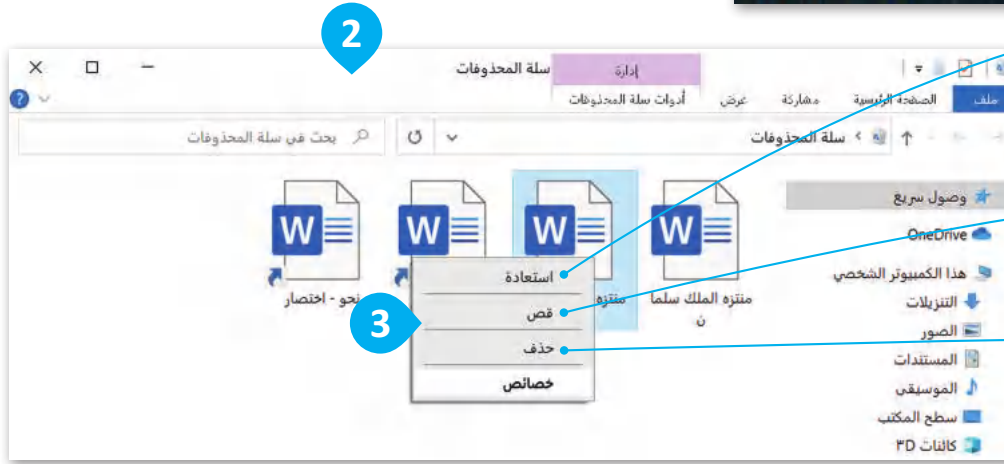 2
سلة المحذوفات
إدارة
ملف
الصفحة الرئيسية
مشاركة
عرض
أدوات سلة المحذوفات
سلة المحذوفات
بحث في سلة المحذوفات
وصول سريع
OneDrive
هذا الكمبيوتر الشخصي
التنزيلات
الصور
المستندات
الموسيقى
سطح المكتب
كائنات ٣D
منتزه الملك سلما
ن
منتزه
نحو - اختصار
3
استعادة
قص
حذف
خصائص